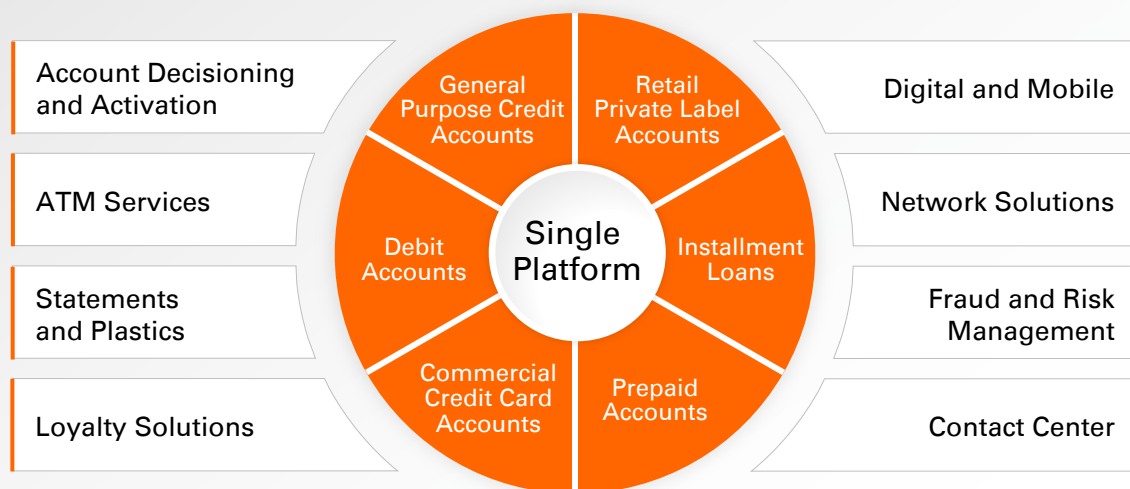 Account Decisioning
and Activation
ATM Services
Statements
and Plastics
Loyalty Solutions
General
Purpose Credit
Accounts
Retail
Private Label
Accounts
Debit
Accounts
Single
Platform
Installment
Loans
Commercial
Credit Card
Accounts
Prepaid
Accounts
Digital and Mobile
Network Solutions
Fraud and Risk
Management
Contact Center